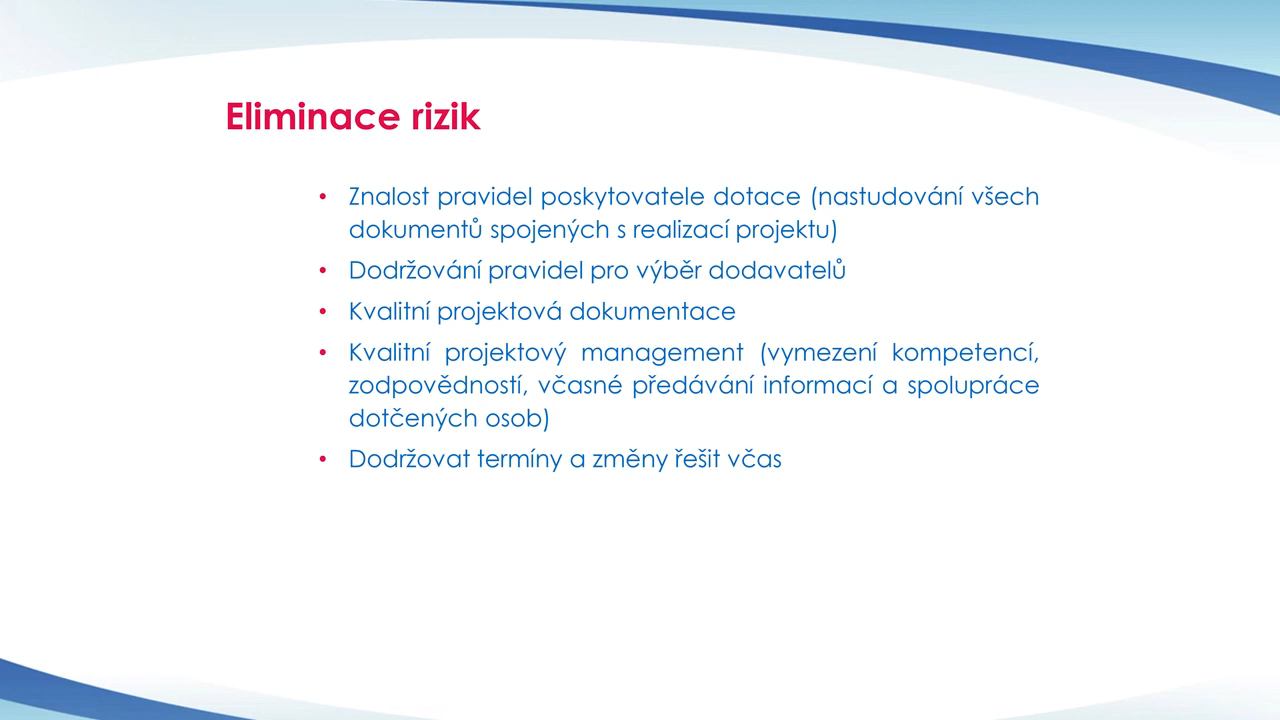 Eliminace rizik
• Znalost pravidel poskytovatele dotace (nastudování všech
dokumentů spojených s realizací projektu)
• Dodržování pravidel pro výběr dodavatelů
• Kvalitní projektová dokumentace
• Kvalitní projektový management (vymezení kompetencí,
zodpovědností, včasné předávání informací a spolupráce
dotčených osob)
• Dodržovat termíny a změny řešit včas